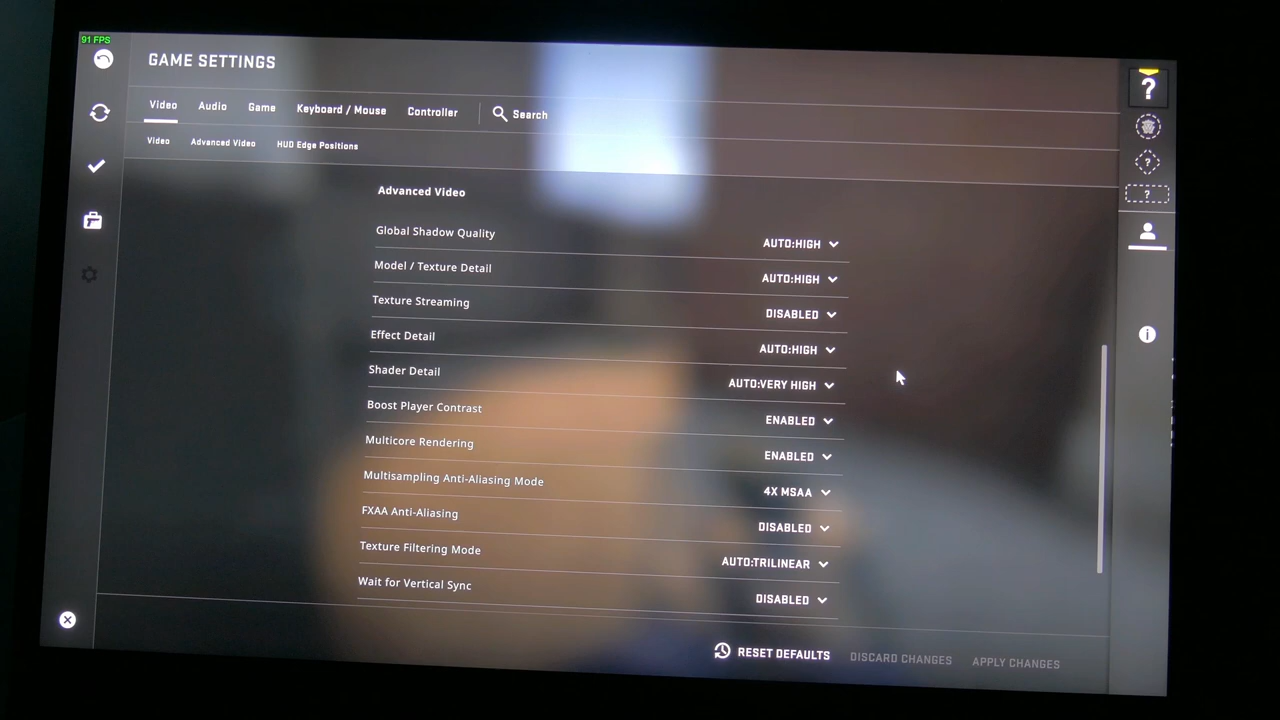 91 FPS
GAME SETTINGS
Video Audio Game Keyboard / Mouse Controller Search
Video Advanced Video HUD Edge Positions
Advanced Video
Global Shadow Quality AUTO:HIGH
Model / Texture Detail AUTO:HIGH
Texture Streaming DISABLED
Effect Detail AUTO:HIGH
Shader Detail AUTO:VERY HIGH
Boost Player Contrast ENABLED
Multicore Rendering ENABLED
Multisampling Anti-Aliasing Mode 4X MSAA
FXAA Anti-Aliasing DISABLED
Texture Filtering Mode AUTO:TRILINEAR
Wait for Vertical Sync DISABLED
RESET DEFAULTS DISCARD CHANGES APPLY CHANGES
?
?
?